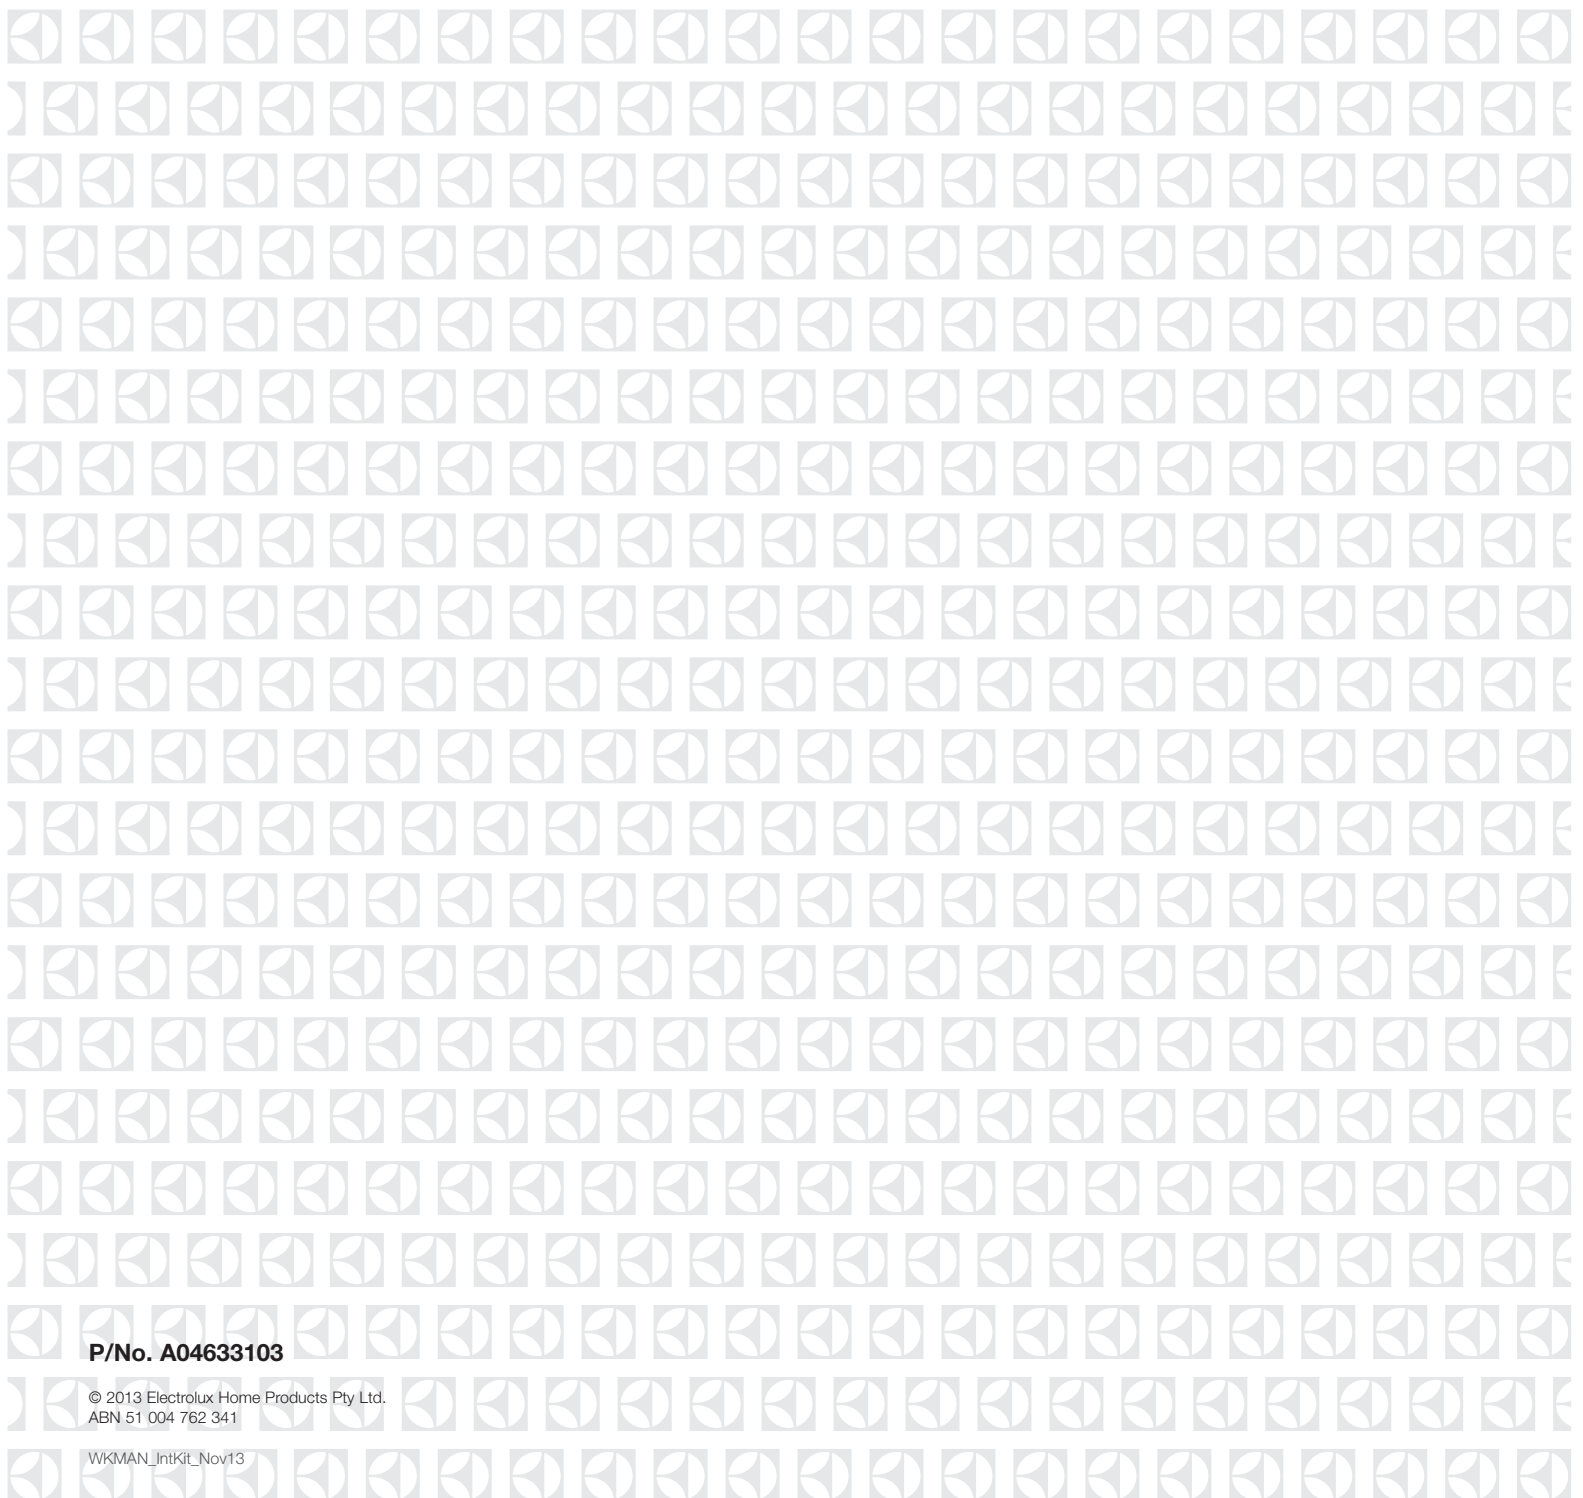 P/No. A04633103
© 2013 Electrolux Home Products Pty Ltd.
ABN 51 004 762 341
WKMAN_IntKit_Nov13